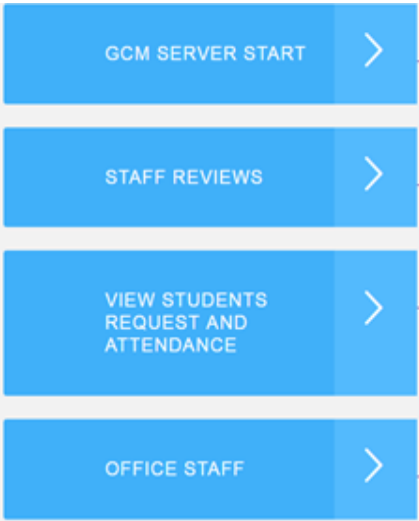 GCM SERVER START
STAFF REVIEWS
VIEW STUDENTS
REQUEST AND
ATTENDANCE
OFFICE STAFF